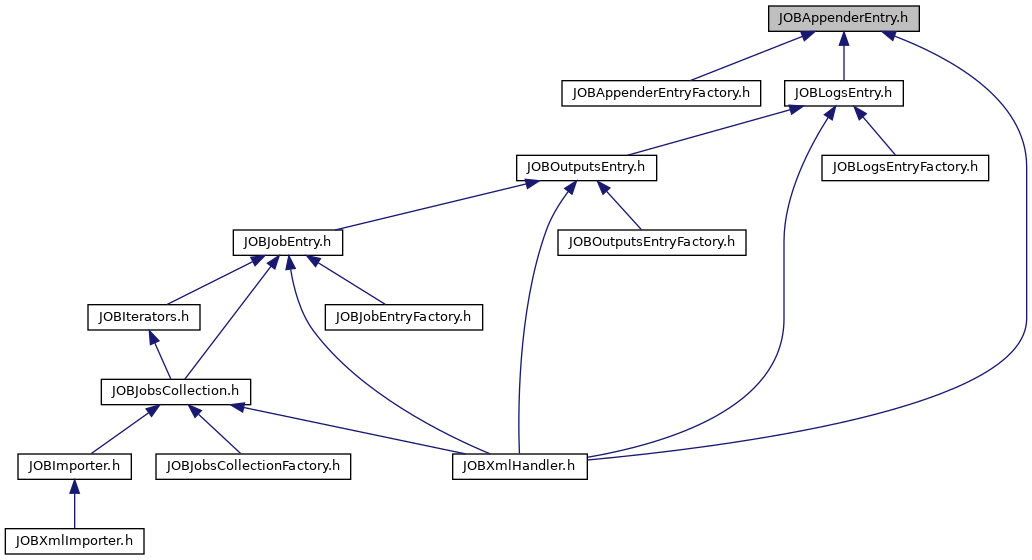 JOBAppenderEntry.h
JOBAppenderEntryFactory.h
JOBLogsEntry.h
JOBOutputsEntry.h
JOBLogsEntryFactory.h
JOBJobEntry.h
JOBOutputsEntryFactory.h
JOBIterators.h
JOBJobEntryFactory.h
JOBJobsCollection.h
JOBImporter.h
JOBJobsCollectionFactory.h
JOBXmlHandler.h
JOBXmlImporter.h